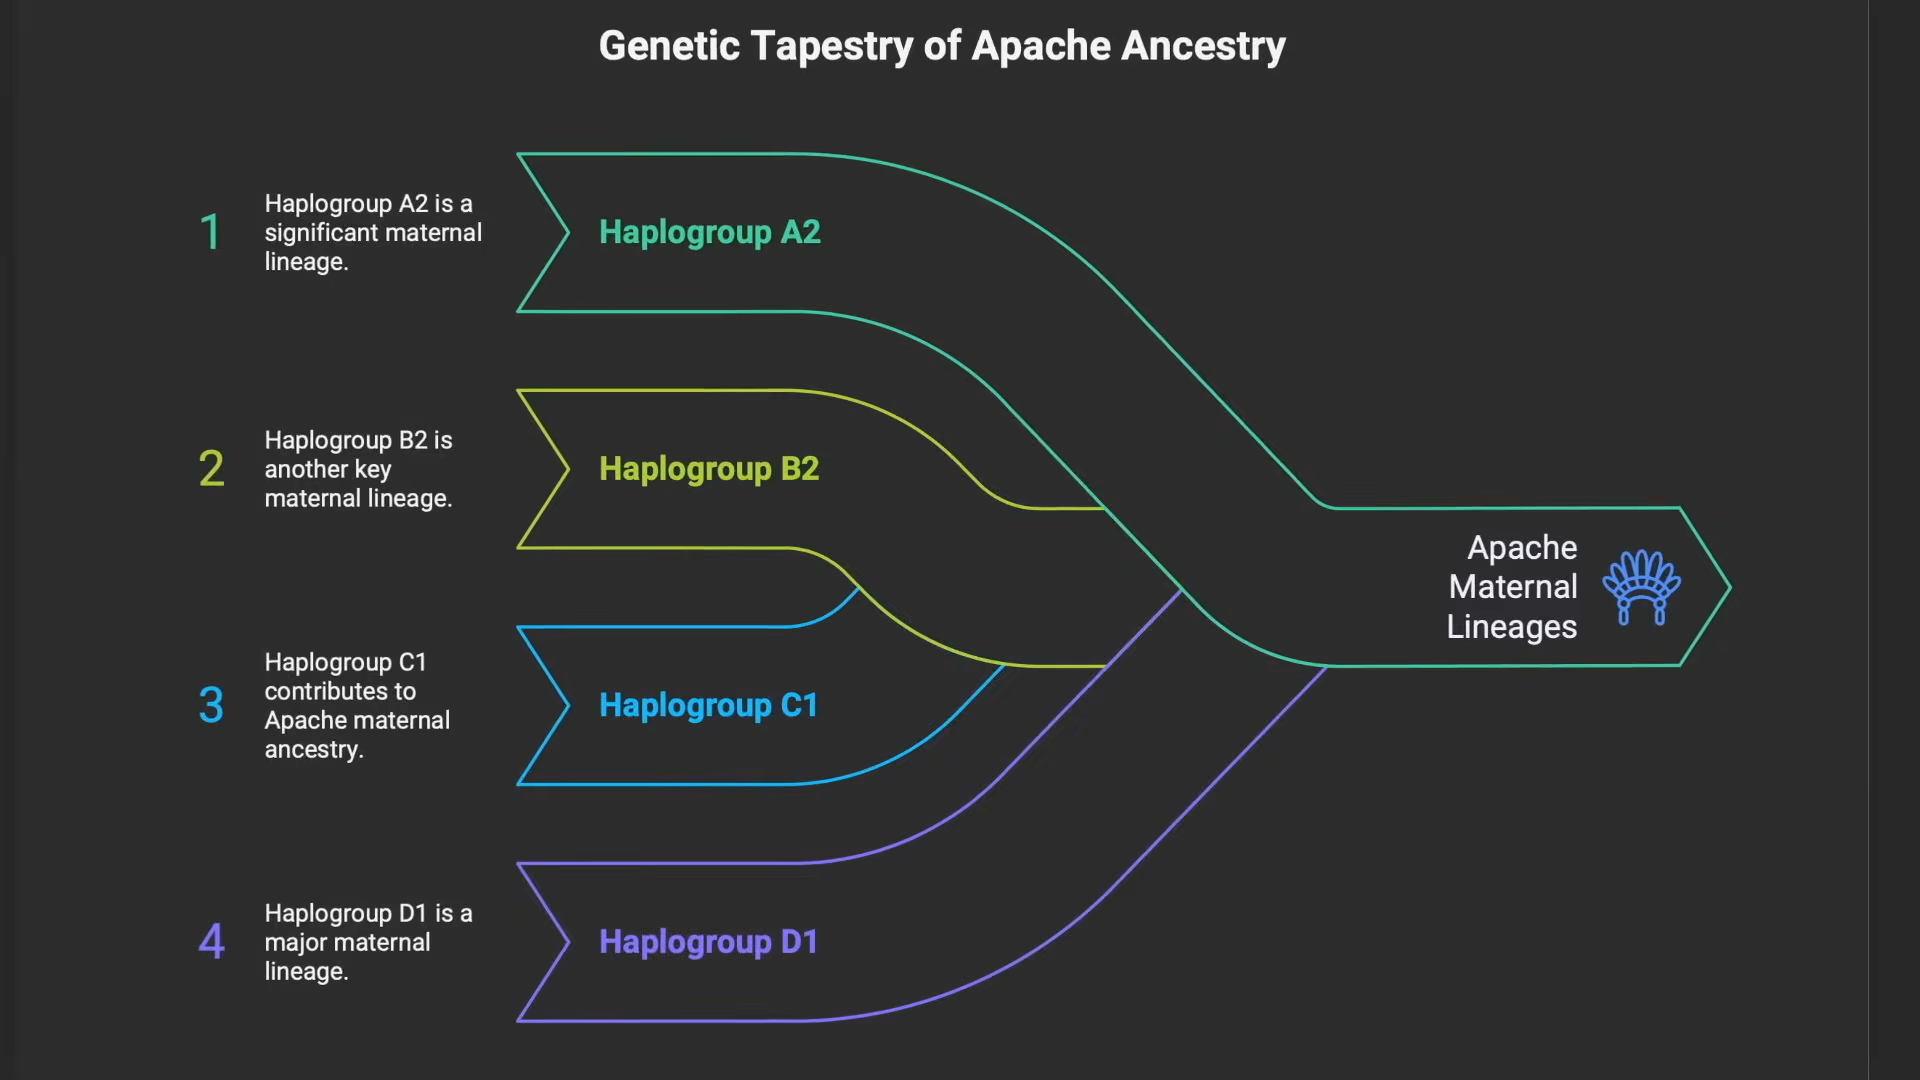 Genetic Tapestry of Apache Ancestry
1
Haplogroup A2 is a
significant maternal
lineage.
Haplogroup A2
2
Haplogroup B2 is
another key
maternal lineage.
Haplogroup B2
3
Haplogroup C1
contributes to
Apache maternal
ancestry.
Haplogroup C1
4
Haplogroup D1 is a
major maternal
lineage.
Haplogroup D1
Apache
Maternal
Lineages